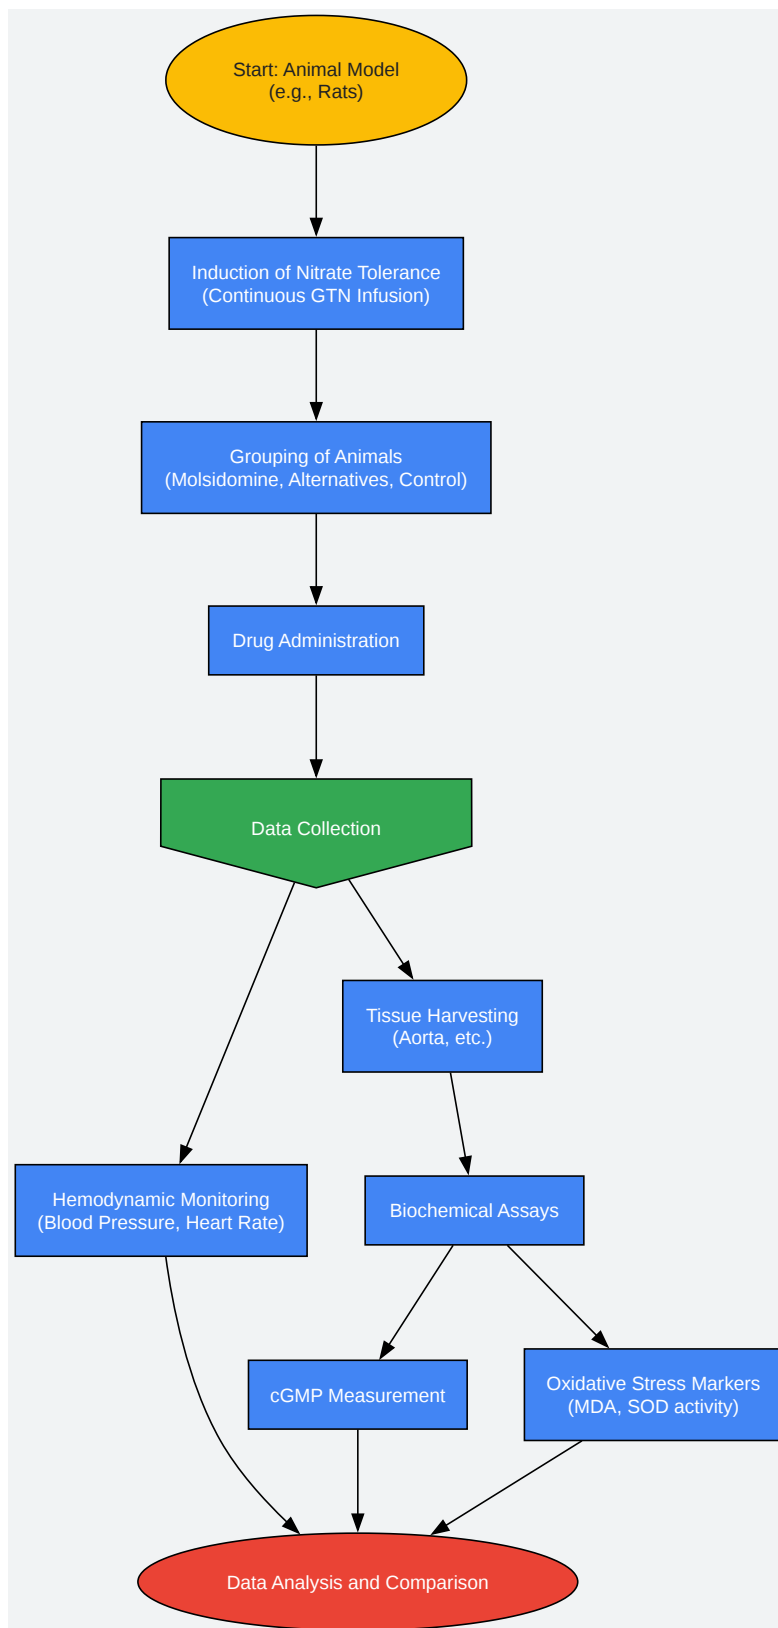 Start: Animal Model
(e.g., Rats)
Induction of Nitrate Tolerance
(Continuous GTN Infusion)
Grouping of Animals
(Molsidomine, Alternatives, Control)
Drug Administration
Data Collection
Tissue Harvesting
(Aorta, etc.)
Hemodynamic Monitoring
(Blood Pressure, Heart Rate)
Biochemical Assays
cGMP Measurement
Oxidative Stress Markers
(MDA, SOD activity)
Data Analysis and Comparison